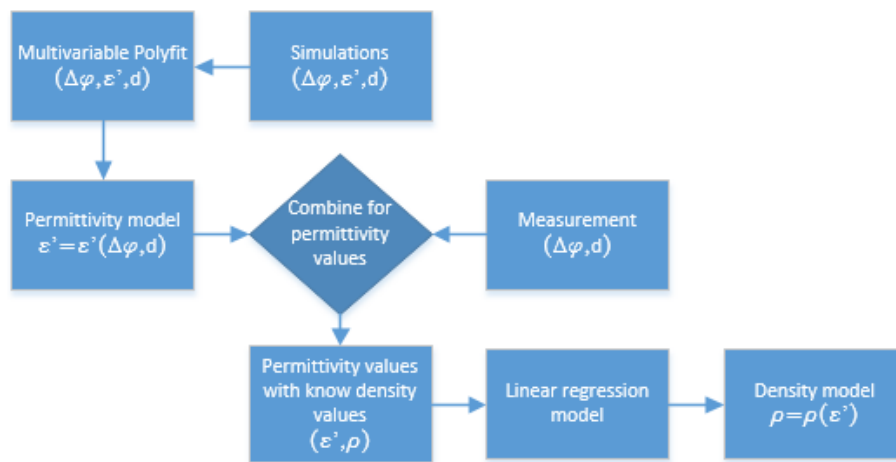 Multivariable Polyfit
(Δφ,ε’,d)
Simulations
(Δφ,ε’,d)
Permittivity model
ε’=ε’(Δφ,d)
Combine for
permittivity
values
Measurement
(Δφ,d)
Permittivity values
with know density
values
(ε’,ρ)
Linear regression
model
Density model
ρ=ρ(ε’)